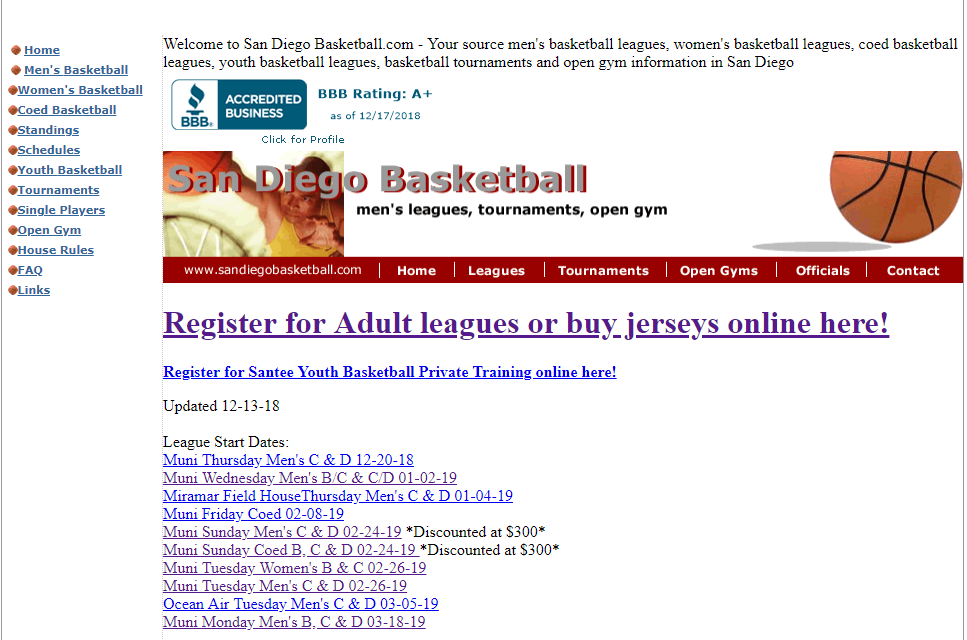 Home
Men's Basketball
Women's Basketball
Coed Basketball
Standings
Schedules
Youth Basketball
Tournaments
Single Players
Open Gym
House Rules
FAQ
Links
Welcome to San Diego Basketball.com - Your source men's basketball leagues, women's basketball leagues, coed basketball
leagues, youth basketball leagues, basketball tournaments and open gym information in San Diego
BBB.
ACCREDITED
BUSINESS
BBB Rating: A+
as of 12/17/2018
Click for Profile
San Diego Basketball
men's leagues, tournaments, open gym
www.sandiegobasketball.com Home Leagues Tournaments Open Gyms Officials Contact
Register for Adult leagues or buy jerseys online here!
Register for Santee Youth Basketball Private Training online here!
Updated 12-13-18
League Start Dates:
Muni Thursday Men's C & D 12-20-18
Muni Wednesday Men's B/C & C/D 01-02-19
Miramar Field HouseThursday Men's C & D 01-04-19
Muni Friday Coed 02-08-19
Muni Sunday Men's C & D 02-24-19 *Discounted at $300*
Muni Sunday Coed B, C & D 02-24-19 *Discounted at $300*
Muni Tuesday Women's B & C 02-26-19
Muni Tuesday Men's C & D 02-26-19
Ocean Air Tuesday Men's C & D 03-05-19
Muni Monday Men's B, C & D 03-18-19